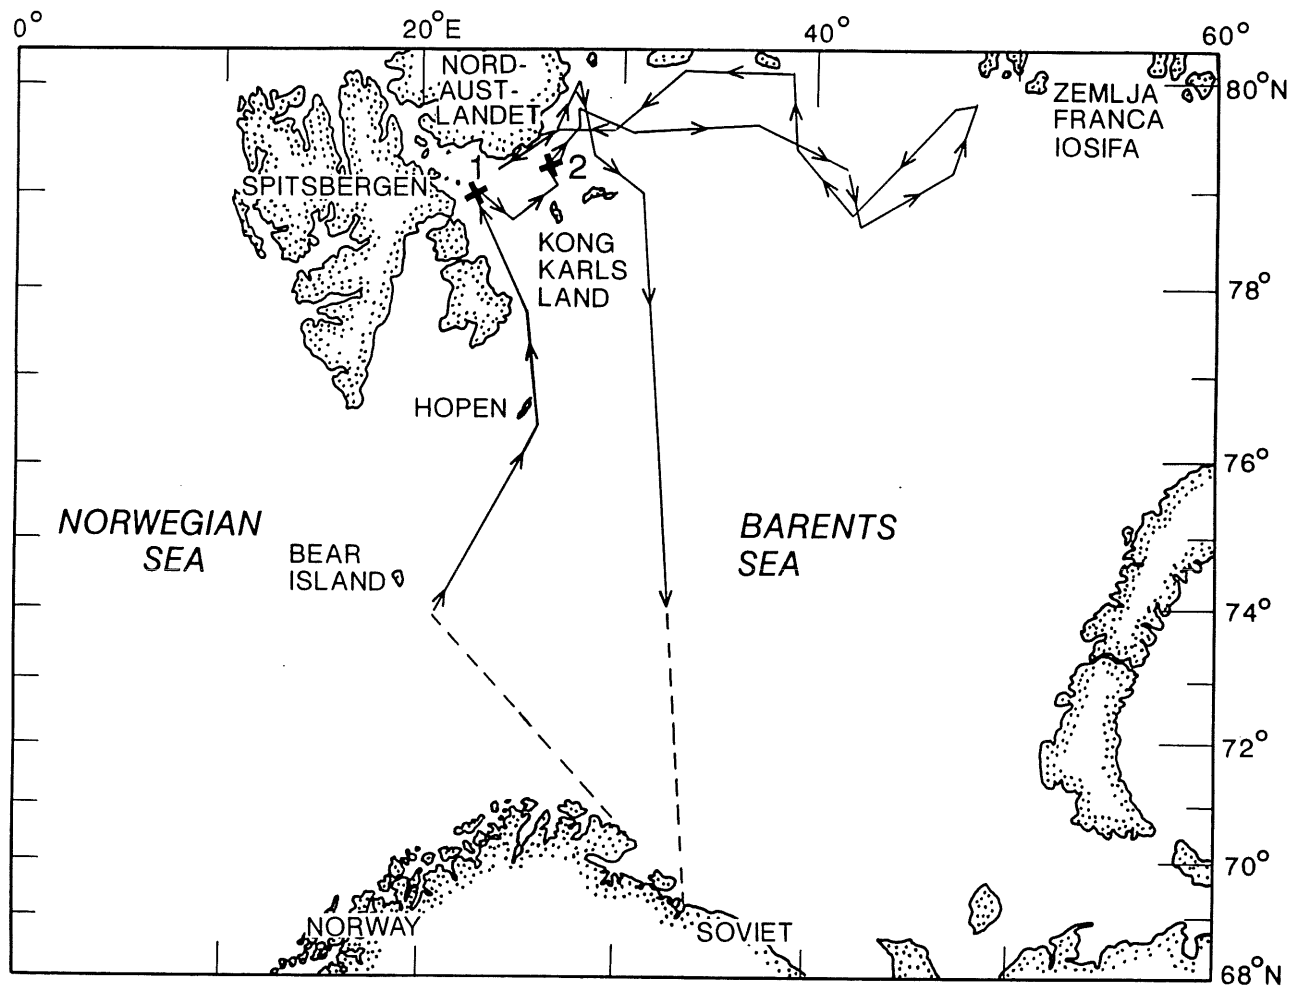 0°
20°E
40°
60°
NORD-
AUST-
LANDET
80°N
ZEMLJA
FRANCA
IOSIFA
1
2
SPITSBERGEN
KONG
KARLS
LAND
78°
HOPEN
76°
NORWEGIAN
SEA
BARENTS
SEA
BEAR
ISLAND
74°
72°
70°
NORWAY
SOVIET
68°N